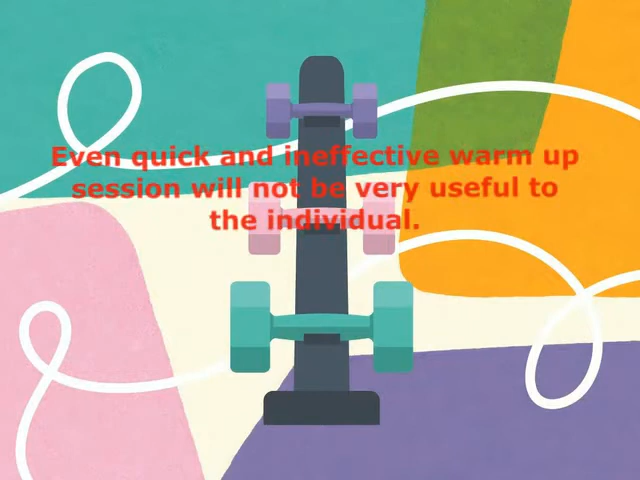 Even quick and ineffective warm up
session will not be very useful to
the individual.